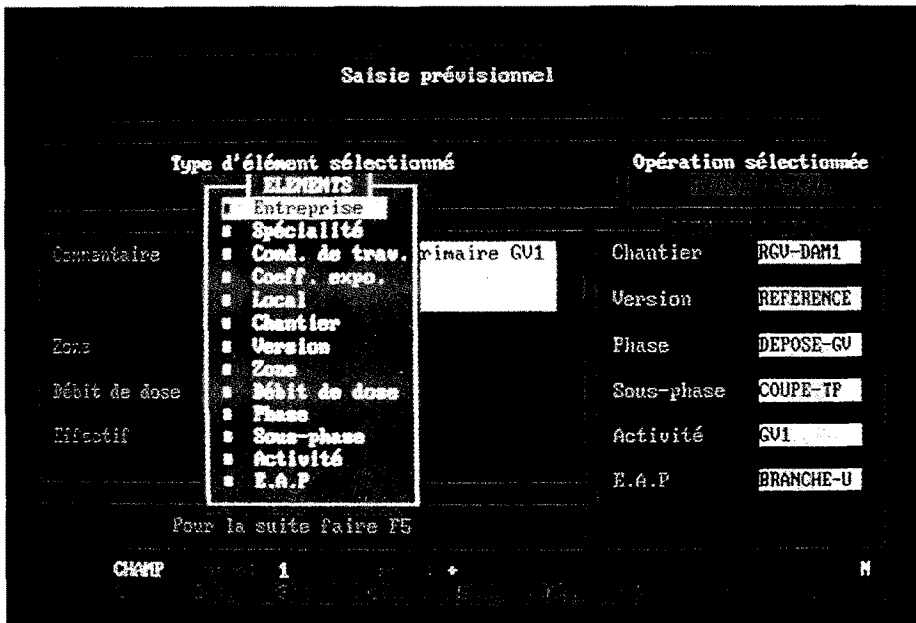 Saisie prévisionnel
Type d'élément sélectionné
Opération sélectionnée
ELEMENTS
Entreprise
Spécialité
Commentaire
Cond. de trav.
rimaire GV1
Chantier
RGV-DAM1
Coeff. expo.
Local
Version
REFERENCE
Chantier
Zone
Version
Phase
DEPOSE-GV
Zone
Débit de dose
Débit de dose
Sous-phase
COUPE-TP
Phase
Effectif
Sous-phase
Activité
GV1
Activité
E.A.P
E.A.P
BRANCHE-U
Pour la suite faire F5
CHAMP
1
+
M